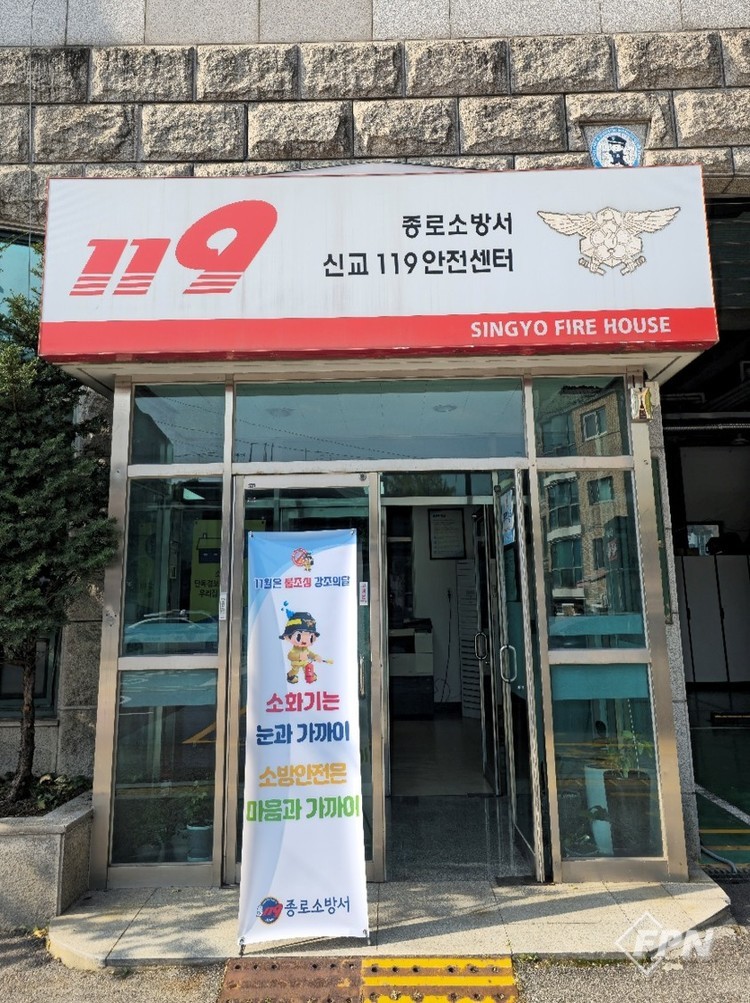 119
종로소방서
신교 119안전센터
SINGYO FIRE HOUSE
11월은 불조심 강조의달
소화기는
눈과 가까이
소방안전은
마음과 가까이
119 종로소방서
FPN